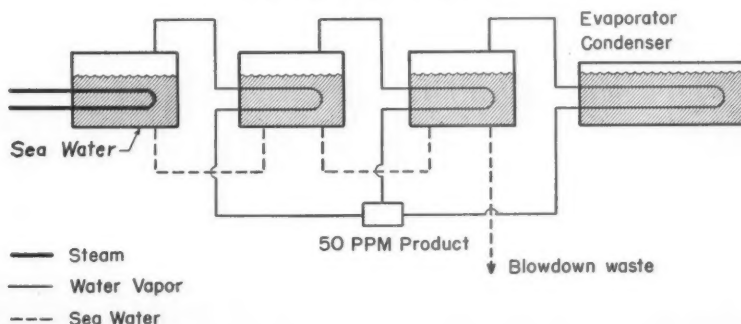 Evaporator
Condenser
Sea Water
50 PPM Product
Steam
Blowdown waste
Water Vapor
Sea Water